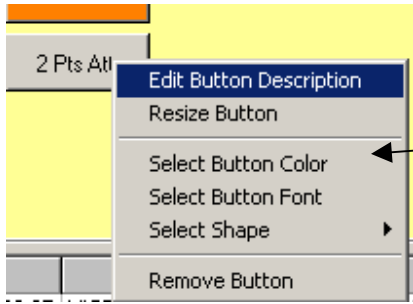 2 Pts Att
Edit Button Description
Resize Button
Select Button Color
Select Button Font
Select Shape
Remove Button